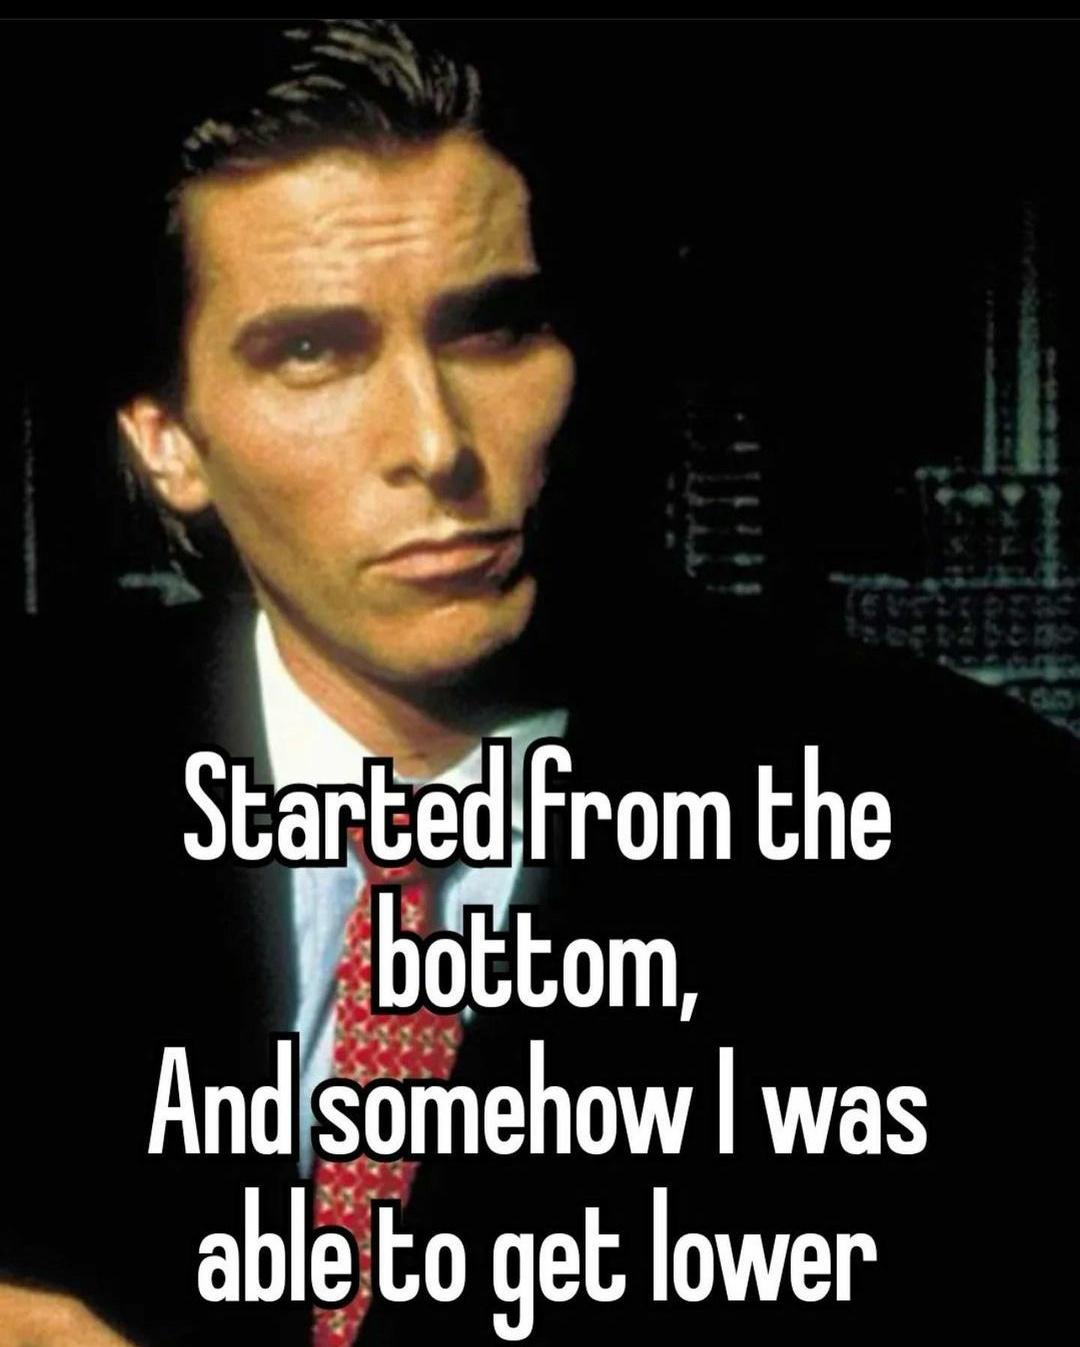 Started from the
bottom,
And somehow I was
able to get lower